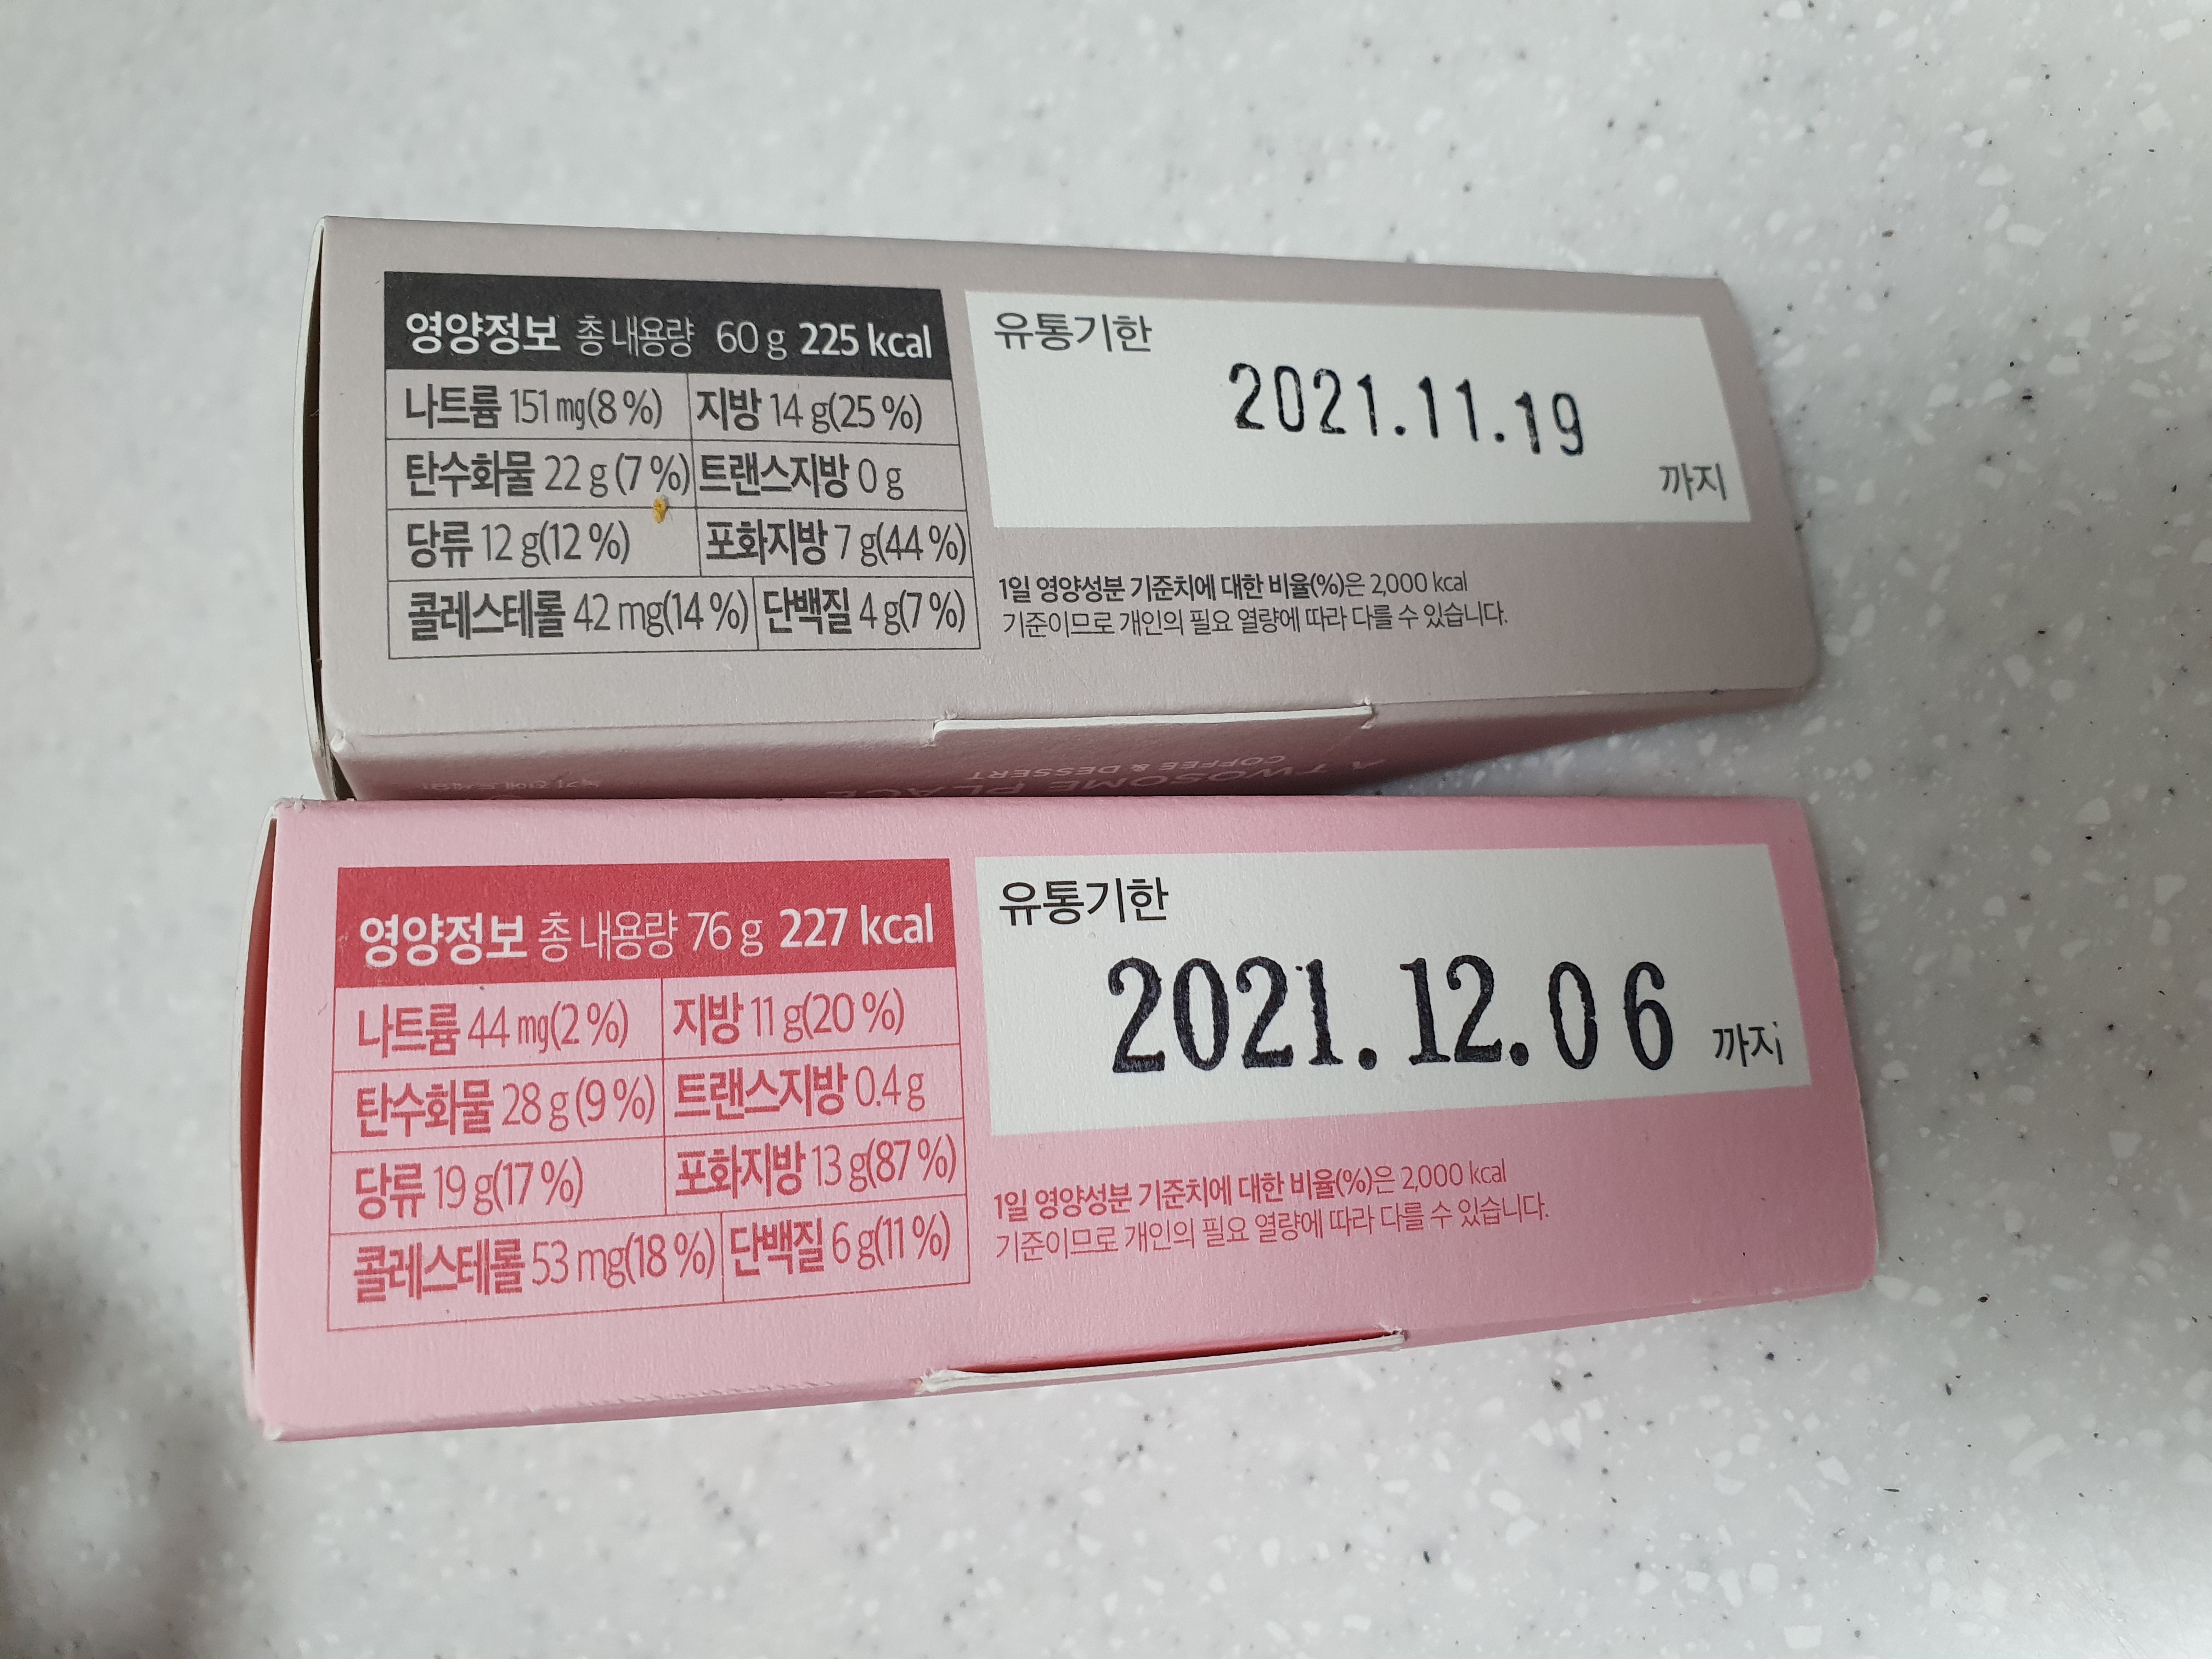 영양정보 총 내용량 60 g 225 kcal
나트륨 151 mg(8 %) 지방 14 g(25 %)
탄수화물 22 g (7 %) 트랜스지방 0 g
당류 12 g(12 %) 포화지방 7 g(44 %)
콜레스테롤 42 mg(14 %) 단백질 4 g(7 %)
유통기한
2021.11.19
까지
1일 영양성분 기준치에 대한 비율(%)은 2,000 kcal
기준이므로 개인의 필요 열량에 따라 다를 수 있습니다.
A TWOSOME PLACE
COFFEE & DESSERT
영양정보 총 내용량 76 g 227 kcal
나트륨 44 mg(2 %) 지방 11 g(20 %)
탄수화물 28 g (9 %) 트랜스지방 0.4 g
당류 19 g(17 %) 포화지방 13 g(87 %)
콜레스테롤 53 mg(18 %) 단백질 6 g(11 %)
유통기한
2021.12.06
까지
1일 영양성분 기준치에 대한 비율(%)은 2,000 kcal
기준이므로 개인의 필요 열량에 따라 다를 수 있습니다.